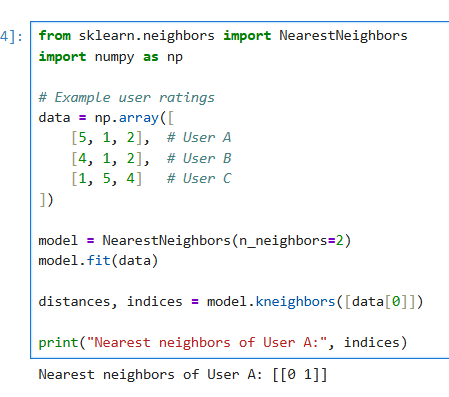 4]: from sklearn.neighbors import NearestNeighbors
import numpy as np
# Example user ratings
data = np.array([
    [5, 1, 2],  # User A
    [4, 1, 2],  # User B
    [1, 5, 4]   # User C
])
model = NearestNeighbors(n_neighbors=2)
model.fit(data)
distances, indices = model.kneighbors([data[0]])
print("Nearest neighbors of User A:", indices)
Nearest neighbors of User A: [[0 1]]